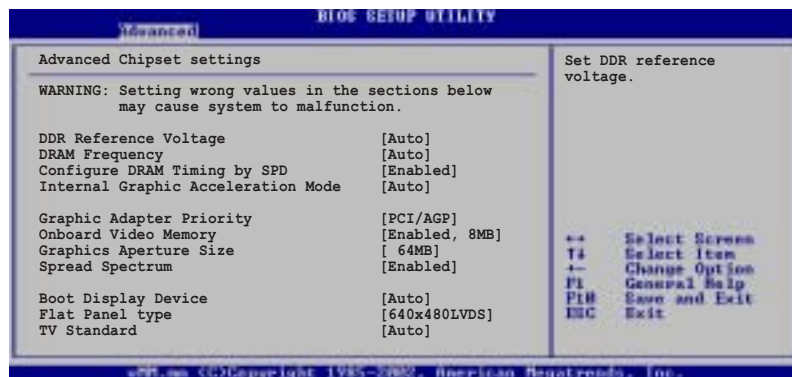 BIOS SETUP UTILITY
Advanced
Advanced Chipset settings
WARNING: Setting wrong values in the sections below
may cause system to malfunction.
DDR Reference Voltage [Auto]
DRAM Frequency [Auto]
Configure DRAM Timing by SPD [Enabled]
Internal Graphic Acceleration Mode [Auto]
Graphic Adapter Priority [PCI/AGP]
Onboard Video Memory [Enabled, 8MB]
Graphics Aperture Size [ 64MB]
Spread Spectrum [Enabled]
Boot Display Device [Auto]
Flat Panel type [640x480LVDS]
TV Standard [Auto]
Set DDR reference
voltage.
←→ Select Screen
↑↓ Select Item
+- Change Option
F1 General Help
F10 Save and Exit
ESC Exit
(C)Copyright 1985-2002, American Megatrends, Inc.